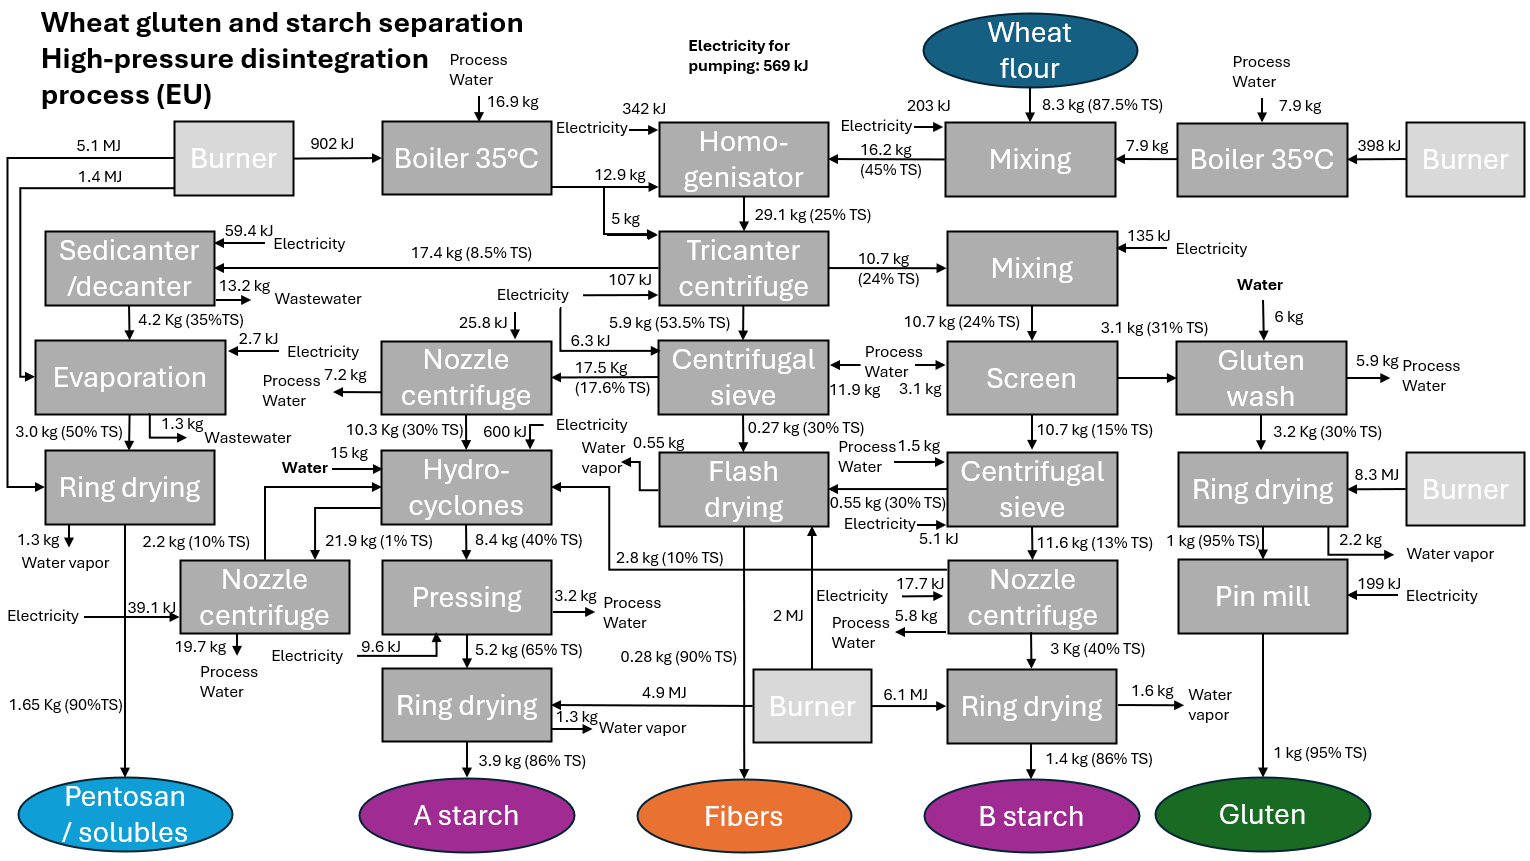 Wheat gluten and starch separation
High-pressure disintegration
process (EU)
Process
Water
16.9 kg
Electricity for
pumping: 569 kJ
Wheat
flour
8.3 kg (87.5% TS)
Process
Water
7.9 kg
5.1 MJ
1.4 MJ
Burner
902 kJ
Boiler 35°C
342 kJ
Electricity
Homo-
genisator
203 kJ
Electricity
16.2 kg
(45% TS)
Mixing
7.9 kg
Boiler 35°C
398 kJ
Burner
12.9 kg
5 kg
29.1 kg (25% TS)
Sedicanter
/decanter
59.4 kJ
Electricity
17.4 kg (8.5% TS)
13.2 kg
Wastewater
Tricanter
centrifuge
107 kJ
Electricity
10.7 kg
(24% TS)
Mixing
135 kJ
Electricity
Water
6 kg
4.2 Kg (35%TS)
25.8 kJ
6.3 kJ
5.9 kg (53.5% TS)
10.7 kg (24% TS)
3.1 kg (31% TS)
Evaporation
2.7 kJ
Electricity
Process
Water
7.2 kg
Nozzle
centrifuge
17.5 Kg
(17.6% TS)
Centrifugal
sieve
Process
Water
11.9 kg
3.1 kg
Screen
Gluten
wash
5.9 kg
Process
Water
3.0 kg (50% TS)
1.3 kg
Wastewater
10.3 Kg (30% TS)
600 kJ
Electricity
0.27 kg (30% TS)
10.7 kg (15% TS)
3.2 Kg (30% TS)
Ring drying
Water
15 kg
Hydro-
cyclones
Water
vapor
0.55 kg
Flash
drying
Process
Water
1.5 kg
0.55 kg (30% TS)
Electricity
5.1 kJ
Centrifugal
sieve
Ring drying
8.3 MJ
Burner
1.3 kg
Water vapor
2.2 kg (10% TS)
21.9 kg (1% TS)
8.4 kg (40% TS)
2.8 kg (10% TS)
11.6 kg (13% TS)
1 kg (95% TS)
2.2 kg
Water vapor
Electricity
39.1 kJ
Nozzle
centrifuge
19.7 kg
Process
Water
Pressing
3.2 kg
Process
Water
Electricity
9.6 kJ
2 MJ
17.7 kJ
Electricity
5.8 kg
Process
Water
Nozzle
centrifuge
Pin mill
199 kJ
Electricity
5.2 kg (65% TS)
0.28 kg (90% TS)
3 Kg (40% TS)
1.65 Kg (90%TS)
Ring drying
4.9 MJ
1.3 kg
Water vapor
Burner
6.1 MJ
Ring drying
1.6 kg
Water
vapor
3.9 kg (86% TS)
1.4 kg (86% TS)
1 kg (95% TS)
Pentosan
/ solubles
A starch
Fibers
B starch
Gluten